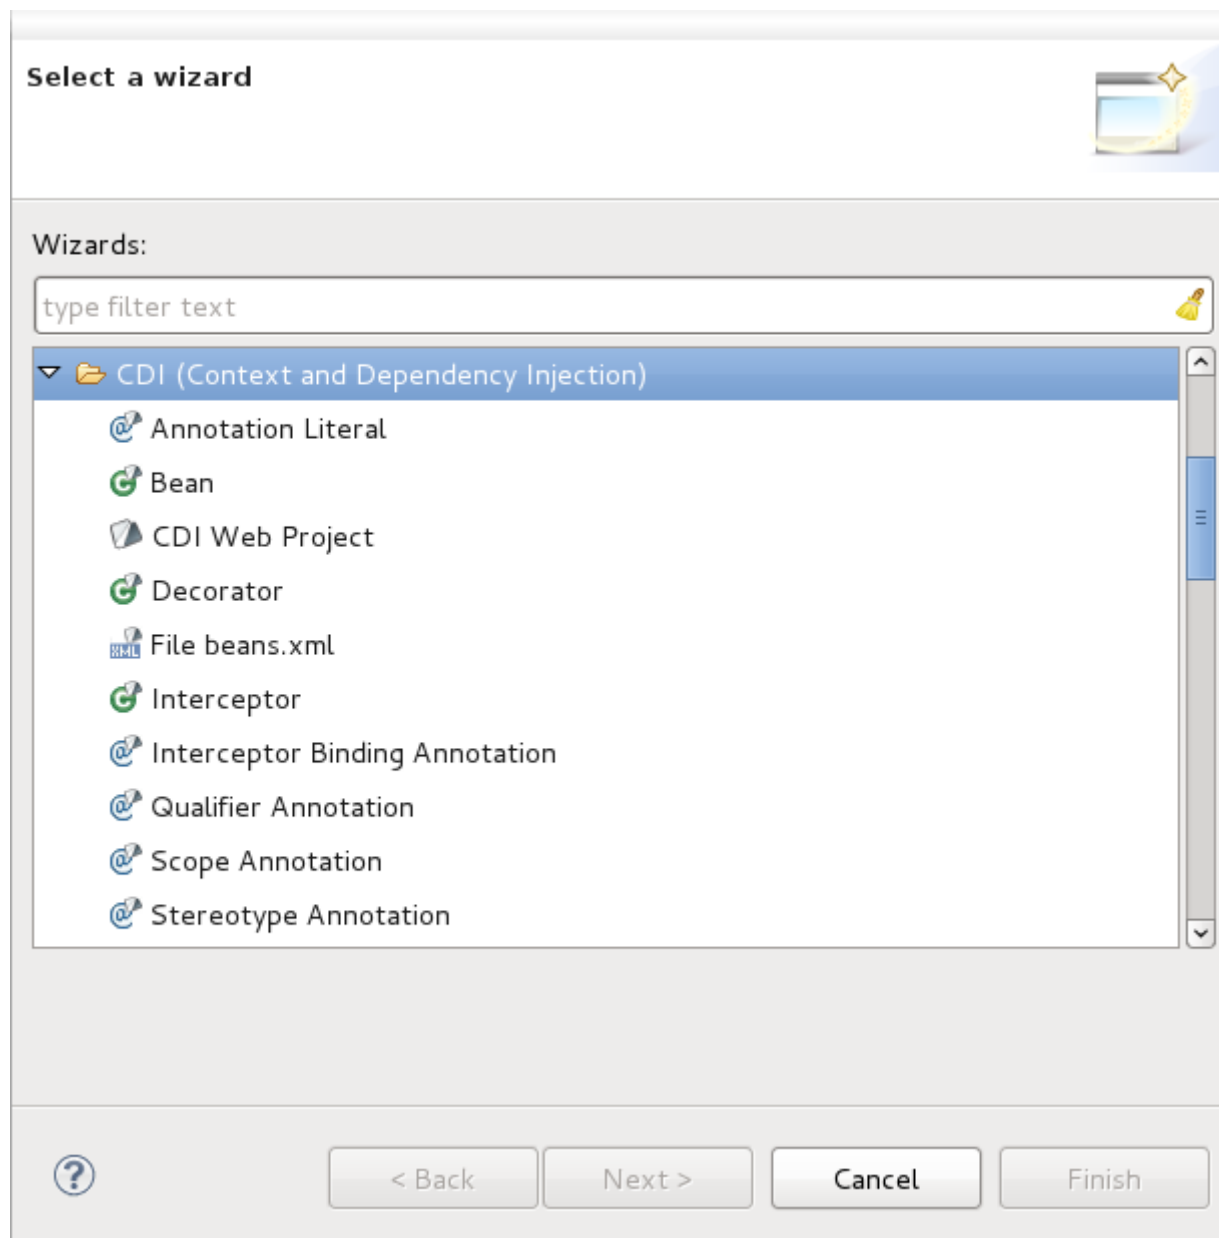 Select a wizard
Wizards:
type filter text
CDI (Context and Dependency Injection)
Annotation Literal
Bean
CDI Web Project
Decorator
File beans.xml
Interceptor
Interceptor Binding Annotation
Qualifier Annotation
Scope Annotation
Stereotype Annotation
< Back Next > Cancel Finish